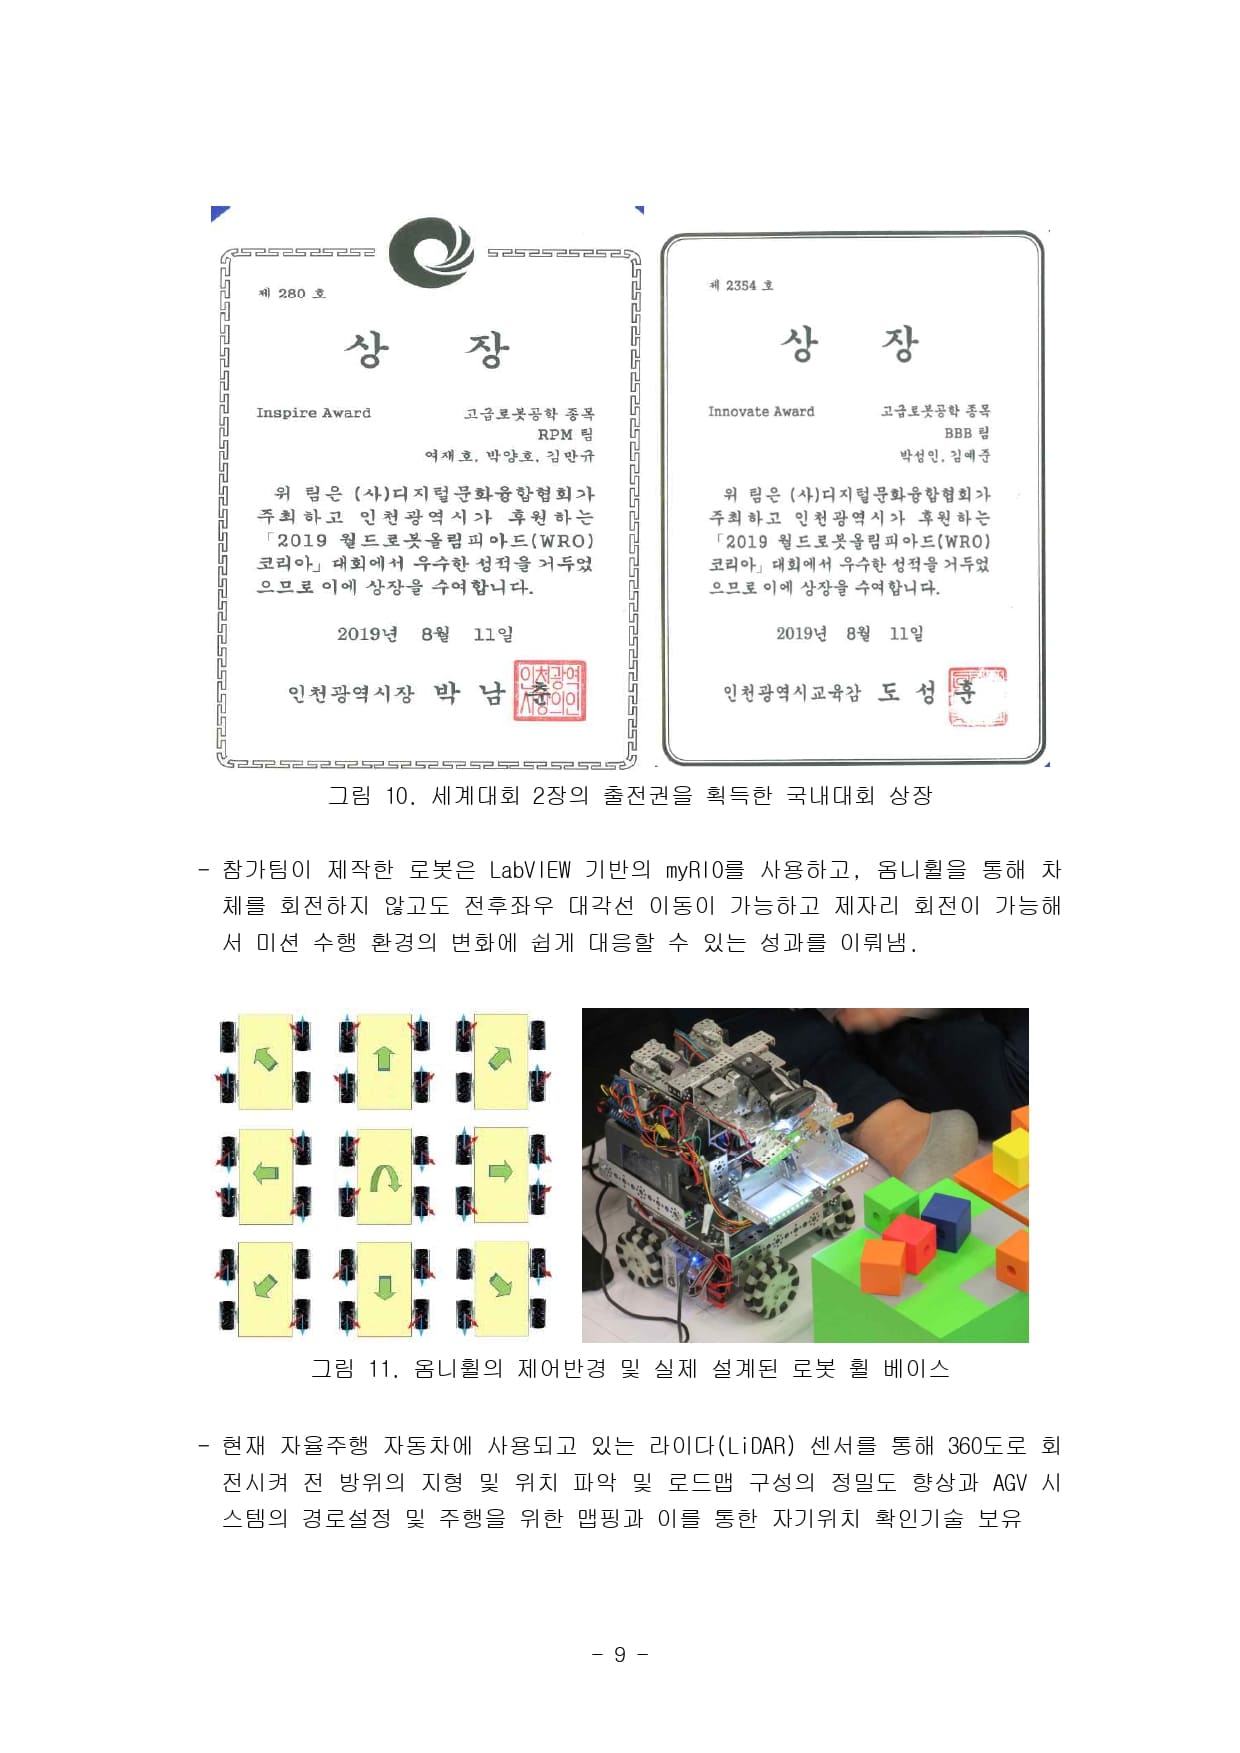 제 280 호
상 장
Inspire Award 고급로봇공학 종목
RPM 팀
여재호, 박양호, 김만규
위 팀은 (사)디지털문화융합협회가
주최하고 인천광역시가 후원하는
「2019 월드로봇올림피아드(WRO)
코리아」 대회에서 우수한 성적을 거두었
으므로 이에 상장을 수여합니다.
2019년 8월 11일
인천광역시장 박 남 춘
인천광역
시장의인
제 2354 호
상 장
Innovate Award 고급로봇공학 종목
BBB 팀
박성인, 김예준
위 팀은 (사)디지털문화융합협회가
주최하고 인천광역시가 후원하는
「2019 월드로봇올림피아드(WRO)
코리아」 대회에서 우수한 성적을 거두었
으므로 이에 상장을 수여합니다.
2019년 8월 11일
인천광역시교육감 도 성 훈
그림 10. 세계대회 2장의 출전권을 획득한 국내대회 상장
- 참가팀이 제작한 로봇은 LabVIEW 기반의 myRIO를 사용하고, 옴니휠을 통해 차
체를 회전하지 않고도 전후좌우 대각선 이동이 가능하고 제자리 회전이 가능해
서 미션 수행 환경의 변화에 쉽게 대응할 수 있는 성과를 이뤄냄.
그림 11. 옴니휠의 제어반경 및 실제 설계된 로봇 휠 베이스
- 현재 자율주행 자동차에 사용되고 있는 라이다(LiDAR) 센서를 통해 360도로 회
전시켜 전 방위의 지형 및 위치 파악 및 로드맵 구성의 정밀도 향상과 AGV 시
스템의 경로설정 및 주행을 위한 맵핑과 이를 통한 자기위치 확인기술 보유
- 9 -